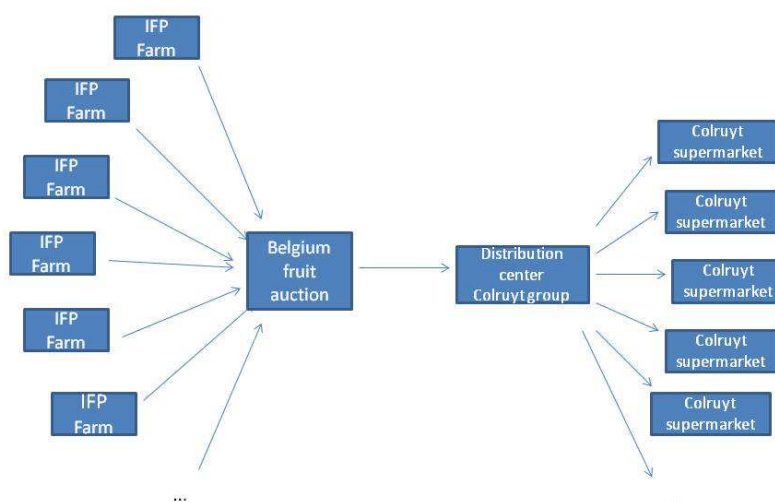 IFP
Farm
IFP
Farm
IFP
Farm
IFP
Farm
IFP
Farm
IFP
Farm
...
Belgium
fruit
auction
Distribution
center
Colruyt group
Colruyt
supermarket
Colruyt
supermarket
Colruyt
supermarket
Colruyt
supermarket
Colruyt
supermarket